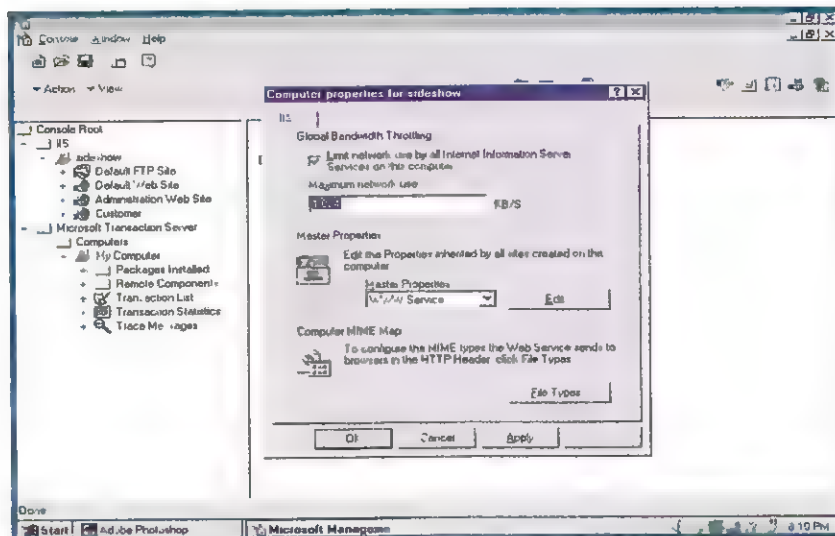 Console Window Help
Action View
Console Root
IIS
sideshow
Default FTP Site
Default Web Site
Administration Web Site
Customer
Microsoft Transaction Server
Computers
My Computer
Packages Installed
Remote Components
Transaction List
Transaction Statistics
Trace Messages
Computer properties for sideshow
IIS
Global Bandwidth Throttling
Limit network use by all Internet Information Server
Services on this computer
Maximum network use
KB/S
Master Properties
Edit the Properties inherited by all sites created on this
computer
Master Properties
WWW Service
Edit
Computer MIME Map
To configure the MIME types the Web Service sends to
browsers in the HTTP Header click File Types
File Types
OK Cancel Apply
Done
Start Adobe Photoshop Microsoft Manageme 8:10 PM